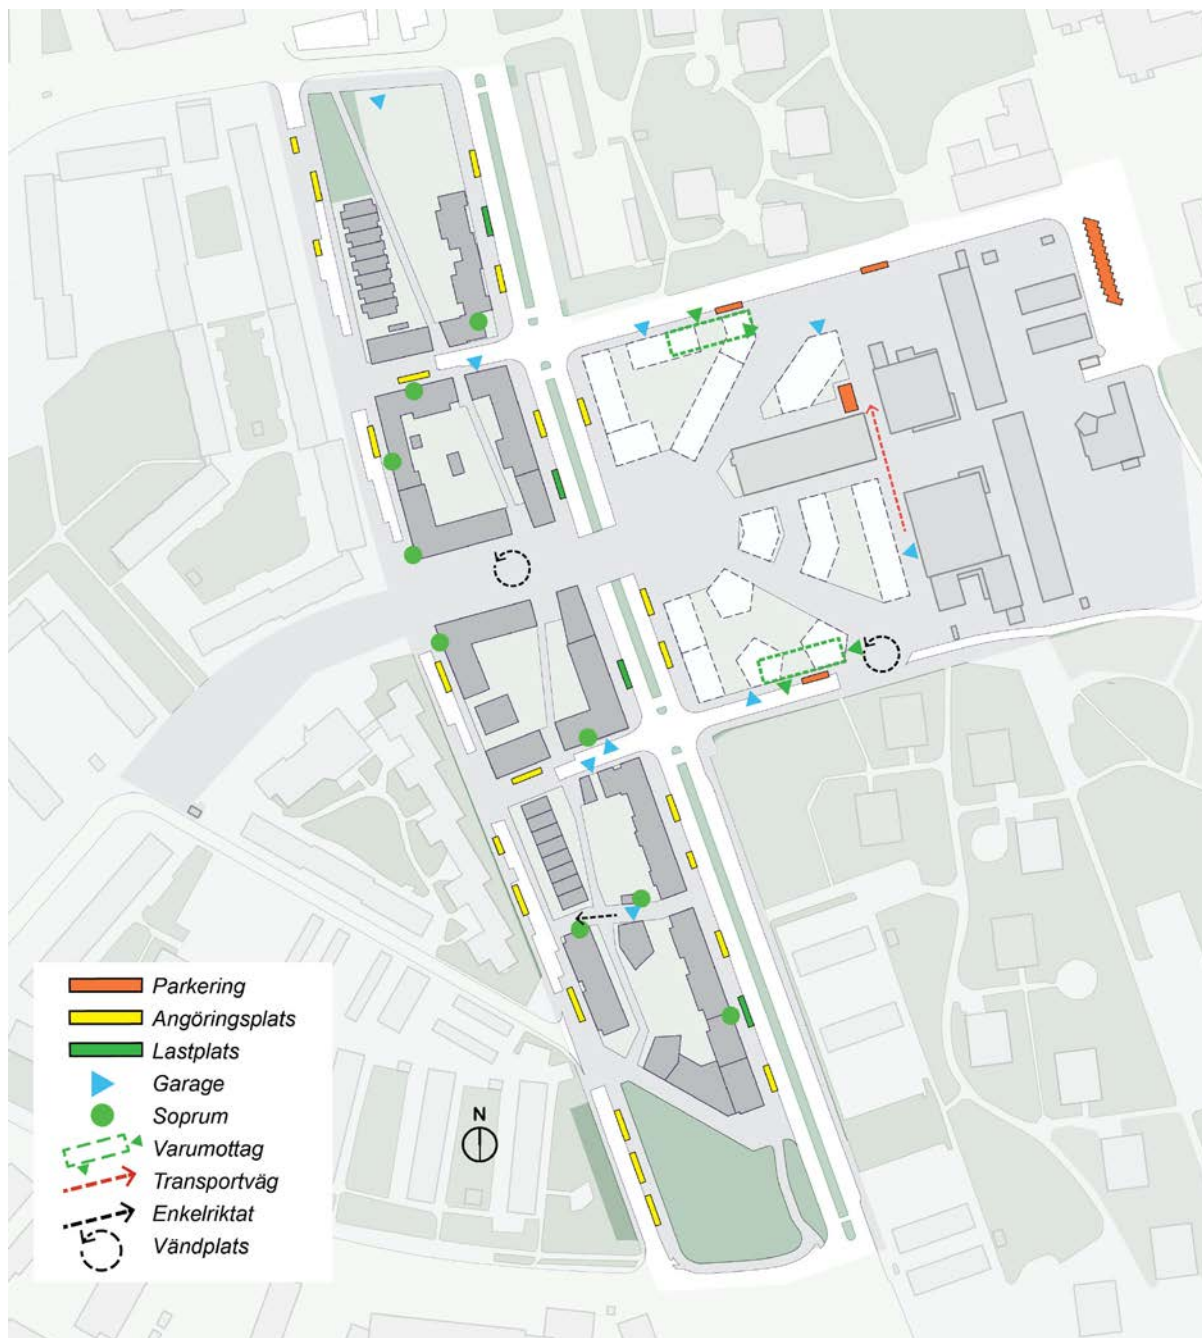 Parkering
Angöringsplats
Lastplats
Garage
Soprum
Varumottag
Transportväg
Enkelriktat
Vändplats
N